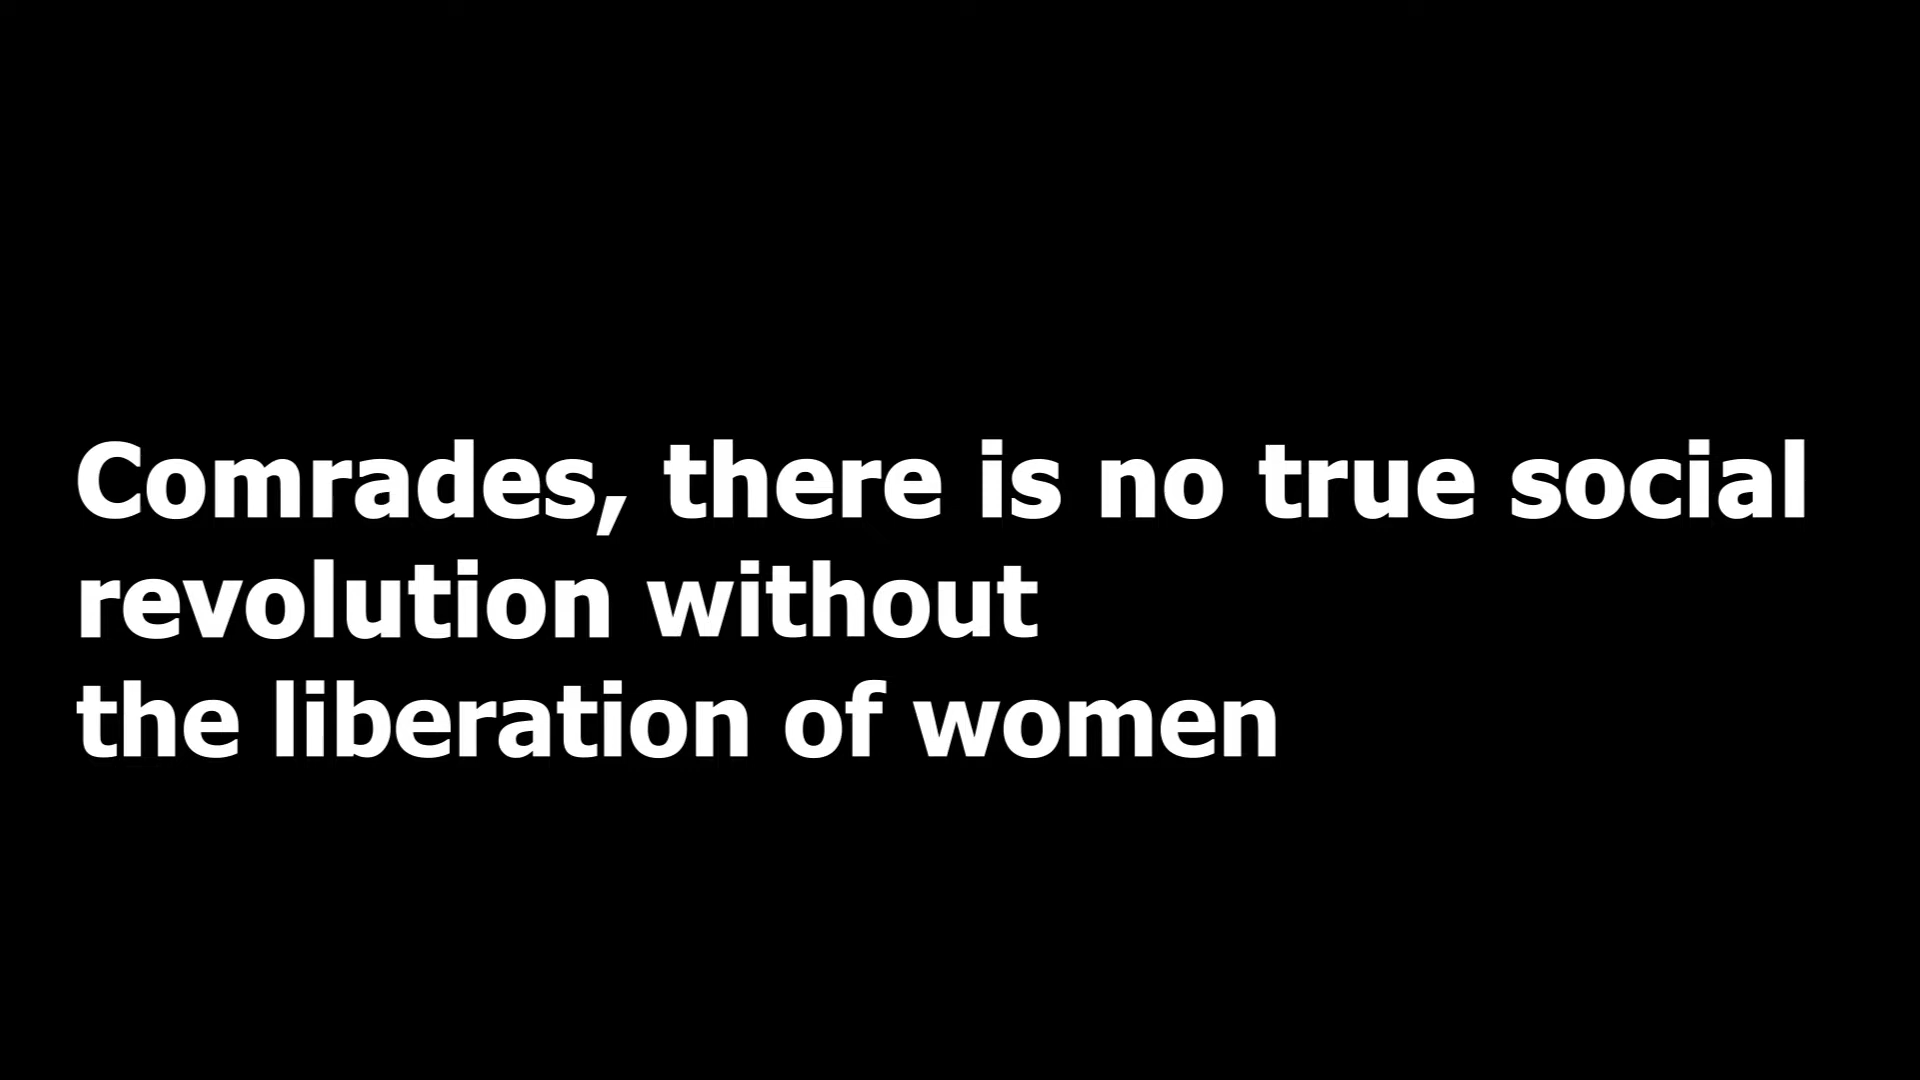 Comrades, there is no true social
revolution without
the liberation of women